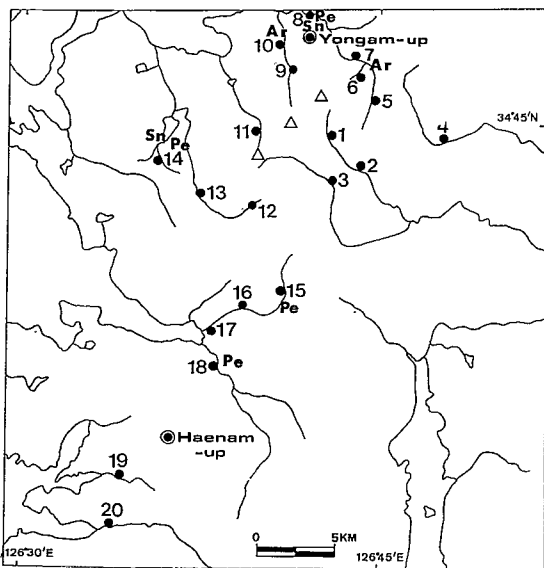 8 Pe
Sn
Ar
10
Yongam-up
7
Ar
9
6
5
34°45'N
Sn
11
1
4
Pe
14
2
3
13
12
15
16
Pe
17
18 Pe
Haenam
-up
19
20
0 5KM
126°30'E
126°45'E